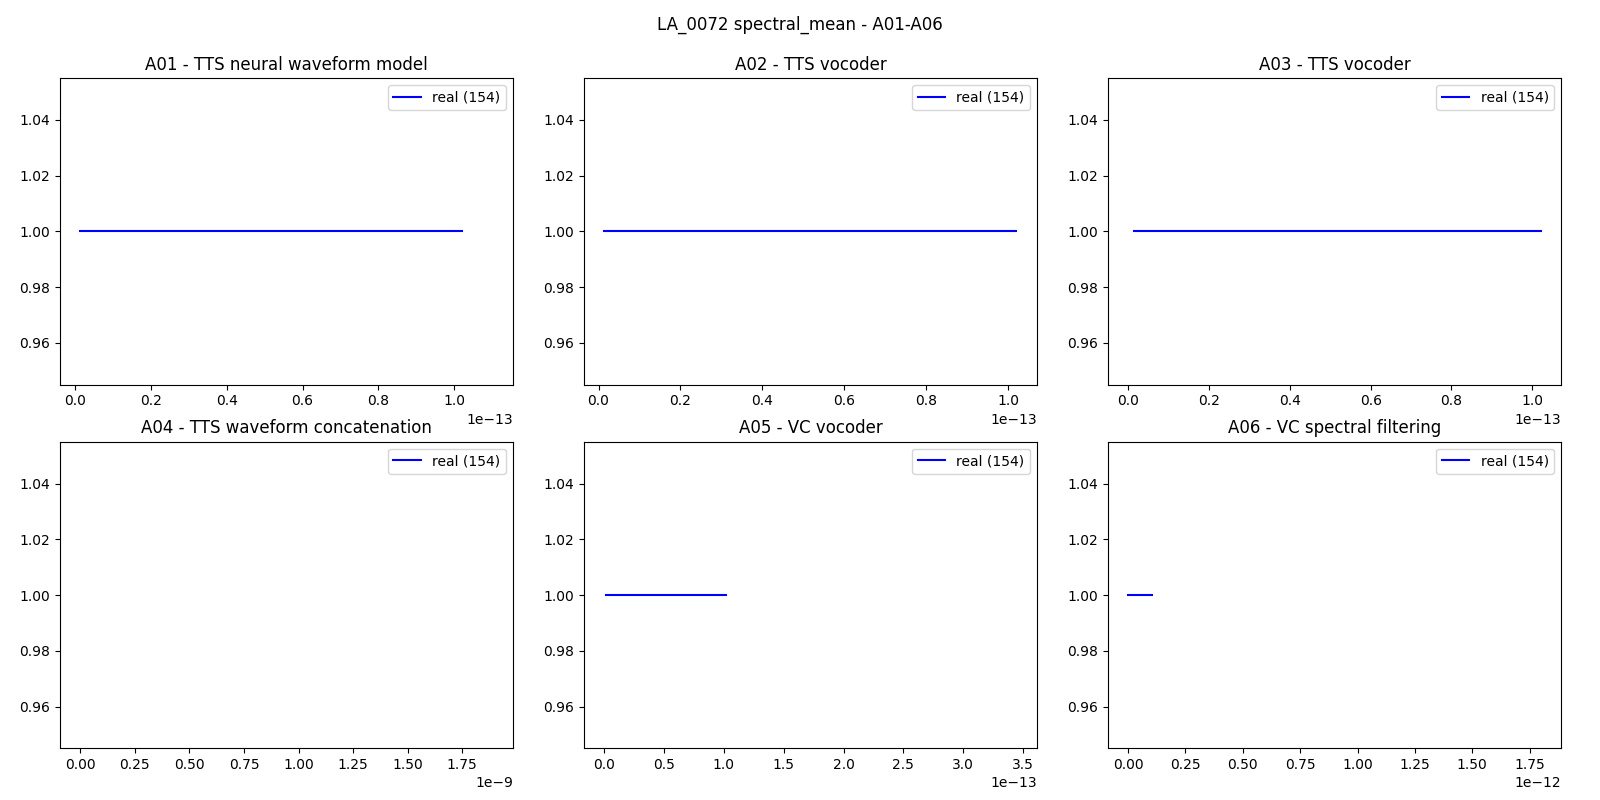 LA_0072 spectral_mean - A01-A06
A01 - TTS neural waveform model
real (154)
1.04
1.02
1.00
0.98
0.96
0.0 0.2 0.4 0.6 0.8 1.0
1e−13
A02 - TTS vocoder
real (154)
1.04
1.02
1.00
0.98
0.96
0.0 0.2 0.4 0.6 0.8 1.0
1e−13
A03 - TTS vocoder
real (154)
1.04
1.02
1.00
0.98
0.96
0.0 0.2 0.4 0.6 0.8 1.0
1e−13
A04 - TTS waveform concatenation
real (154)
1.04
1.02
1.00
0.98
0.96
0.00 0.25 0.50 0.75 1.00 1.25 1.50 1.75
1e−9
A05 - VC vocoder
real (154)
1.04
1.02
1.00
0.98
0.96
0.0 0.5 1.0 1.5 2.0 2.5 3.0 3.5
1e−13
A06 - VC spectral filtering
real (154)
1.04
1.02
1.00
0.98
0.96
0.00 0.25 0.50 0.75 1.00 1.25 1.50 1.75
1e−12